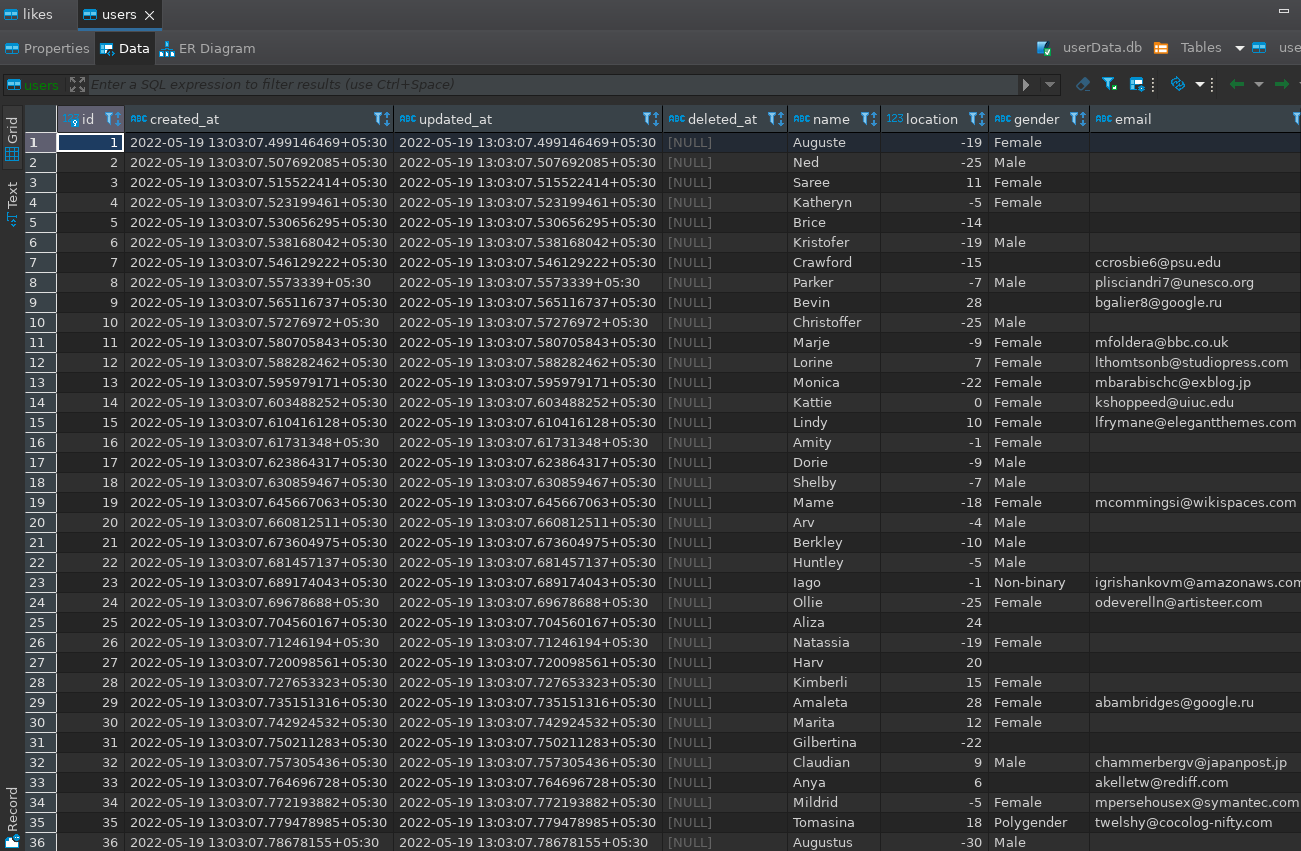 likes users
Properties Data ER Diagram userData.db Tables use
users Enter a SQL expression to filter results (use Ctrl+Space)
Grid
Text
Record
123 id ABC created_at ABC updated_at ABC deleted_at ABC name 123 location ABC gender ABC email
1 1 2022-05-19 13:03:07.499146469+05:30 2022-05-19 13:03:07.499146469+05:30 [NULL] Auguste -19 Female
2 2 2022-05-19 13:03:07.507692085+05:30 2022-05-19 13:03:07.507692085+05:30 [NULL] Ned -25 Male
3 3 2022-05-19 13:03:07.515522414+05:30 2022-05-19 13:03:07.515522414+05:30 [NULL] Saree 11 Female
4 4 2022-05-19 13:03:07.523199461+05:30 2022-05-19 13:03:07.523199461+05:30 [NULL] Katheryn -5 Female
5 5 2022-05-19 13:03:07.530656295+05:30 2022-05-19 13:03:07.530656295+05:30 [NULL] Brice -14
6 6 2022-05-19 13:03:07.538168042+05:30 2022-05-19 13:03:07.538168042+05:30 [NULL] Kristofer -19 Male
7 7 2022-05-19 13:03:07.546129222+05:30 2022-05-19 13:03:07.546129222+05:30 [NULL] Crawford -15 ccrosbie6@psu.edu
8 8 2022-05-19 13:03:07.5573339+05:30 2022-05-19 13:03:07.5573339+05:30 [NULL] Parker -7 Male plisciandri7@unesco.org
9 9 2022-05-19 13:03:07.565116737+05:30 2022-05-19 13:03:07.565116737+05:30 [NULL] Bevin 28 bgalier8@google.ru
10 10 2022-05-19 13:03:07.57276972+05:30 2022-05-19 13:03:07.57276972+05:30 [NULL] Christoffer -25 Male
11 11 2022-05-19 13:03:07.580705843+05:30 2022-05-19 13:03:07.580705843+05:30 [NULL] Marje -9 Female mfoldera@bbc.co.uk
12 12 2022-05-19 13:03:07.588282462+05:30 2022-05-19 13:03:07.588282462+05:30 [NULL] Lorine 7 Female lthomtsonb@studiopress.com
13 13 2022-05-19 13:03:07.595979171+05:30 2022-05-19 13:03:07.595979171+05:30 [NULL] Monica -22 Female mbarabischc@exblog.jp
14 14 2022-05-19 13:03:07.603488252+05:30 2022-05-19 13:03:07.603488252+05:30 [NULL] Kattie 0 Female kshoppeed@uiuc.edu
15 15 2022-05-19 13:03:07.610416128+05:30 2022-05-19 13:03:07.610416128+05:30 [NULL] Lindy 10 Female lfrymane@elegantthemes.com
16 16 2022-05-19 13:03:07.61731348+05:30 2022-05-19 13:03:07.61731348+05:30 [NULL] Amity -1 Female
17 17 2022-05-19 13:03:07.623864317+05:30 2022-05-19 13:03:07.623864317+05:30 [NULL] Dorie -9 Male
18 18 2022-05-19 13:03:07.630859467+05:30 2022-05-19 13:03:07.630859467+05:30 [NULL] Shelby -7 Male
19 19 2022-05-19 13:03:07.645667063+05:30 2022-05-19 13:03:07.645667063+05:30 [NULL] Mame -18 Female mcommingsi@wikispaces.com
20 20 2022-05-19 13:03:07.660812511+05:30 2022-05-19 13:03:07.660812511+05:30 [NULL] Arv -4 Male
21 21 2022-05-19 13:03:07.673604975+05:30 2022-05-19 13:03:07.673604975+05:30 [NULL] Berkley -10 Male
22 22 2022-05-19 13:03:07.681457137+05:30 2022-05-19 13:03:07.681457137+05:30 [NULL] Huntley -5 Male
23 23 2022-05-19 13:03:07.689174043+05:30 2022-05-19 13:03:07.689174043+05:30 [NULL] Iago -1 Non-binary igrishankovm@amazonaws.com
24 24 2022-05-19 13:03:07.69678688+05:30 2022-05-19 13:03:07.69678688+05:30 [NULL] Ollie -25 Female odeverelln@artisteer.com
25 25 2022-05-19 13:03:07.704560167+05:30 2022-05-19 13:03:07.704560167+05:30 [NULL] Aliza 24
26 26 2022-05-19 13:03:07.71246194+05:30 2022-05-19 13:03:07.71246194+05:30 [NULL] Natassia -19 Female
27 27 2022-05-19 13:03:07.720098561+05:30 2022-05-19 13:03:07.720098561+05:30 [NULL] Harv 20
28 28 2022-05-19 13:03:07.727653323+05:30 2022-05-19 13:03:07.727653323+05:30 [NULL] Kimberli 15 Female
29 29 2022-05-19 13:03:07.735151316+05:30 2022-05-19 13:03:07.735151316+05:30 [NULL] Amaleta 28 Female abambridges@google.ru
30 30 2022-05-19 13:03:07.742924532+05:30 2022-05-19 13:03:07.742924532+05:30 [NULL] Marita 12 Female
31 31 2022-05-19 13:03:07.750211283+05:30 2022-05-19 13:03:07.750211283+05:30 [NULL] Gilbertina -22
32 32 2022-05-19 13:03:07.757305436+05:30 2022-05-19 13:03:07.757305436+05:30 [NULL] Claudian 9 Male chammerbergv@japanpost.jp
33 33 2022-05-19 13:03:07.764696728+05:30 2022-05-19 13:03:07.764696728+05:30 [NULL] Anya 6 akelletw@rediff.com
34 34 2022-05-19 13:03:07.772193882+05:30 2022-05-19 13:03:07.772193882+05:30 [NULL] Mildrid -5 Female mpersehousex@symantec.com
35 35 2022-05-19 13:03:07.779478985+05:30 2022-05-19 13:03:07.779478985+05:30 [NULL] Tomasina 18 Polygender twelshy@cocolog-nifty.com
36 36 2022-05-19 13:03:07.78678155+05:30 2022-05-19 13:03:07.78678155+05:30 [NULL] Augustus -30 Male